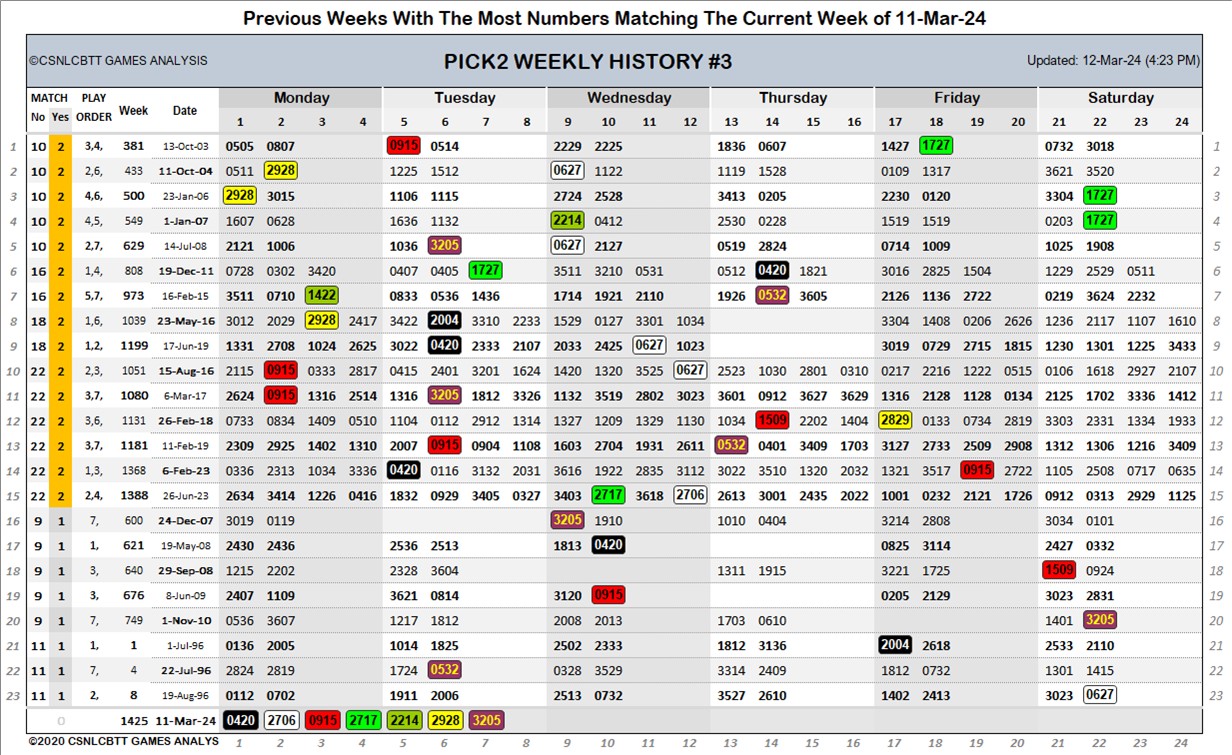 Previous Weeks With The Most Numbers Matching The Current Week of 11-Mar-24
©CSNLCBTT GAMES ANALYSIS PICK2 WEEKLY HISTORY #3 Updated: 12-Mar-24 (4:23 PM)
MATCH PLAY Week Date Monday Tuesday Wednesday Thursday Friday Saturday
No Yes ORDER 1 2 3 4 5 6 7 8 9 10 11 12 13 14 15 16 17 18 19 20 21 22 23 24
1 10 2 3,4, 381 13-Oct-03 0505 0807 0915 0514 2229 2225 1836 0607 1427 1727 0732 3018 1
2 10 2 2,6, 433 11-Oct-04 0511 2928 1225 1512 0627 1122 1119 1528 0109 1317 3621 3520 2
3 10 2 4,6, 500 23-Jan-06 2928 3015 1106 1115 2724 2528 3413 0205 2230 0120 3304 1727 3
4 10 2 4,5, 549 1-Jan-07 1607 0628 1636 1132 2214 0412 2530 0228 1519 1519 0203 1727 4
5 10 2 2,7, 629 14-Jul-08 2121 1006 1036 3205 0627 2127 0519 2824 0714 1009 1025 1908 5
6 16 2 1,4, 808 19-Dec-11 0728 0302 3420 0407 0405 1727 3511 3210 0531 0512 0420 1821 3016 2825 1504 1229 2529 0511 6
7 16 2 5,7, 973 16-Feb-15 3511 0710 1422 0833 0536 1436 1714 1921 2110 1926 0532 3605 2126 1136 2722 0219 3624 2232 7
8 18 2 1,6, 1039 23-May-16 3012 2029 2928 2417 3422 2004 3310 2233 1529 0127 3301 1034 3304 1408 0206 2626 1236 2117 1107 1610 8
9 18 2 1,2, 1199 17-Jun-19 1331 2708 1024 2625 3022 0420 2333 2107 2033 2425 0627 1023 3019 0729 2715 1815 1230 1301 1225 3433 9
10 22 2 2,3, 1051 15-Aug-16 2115 0915 0333 2817 0415 2401 3201 1624 1420 1320 3525 0627 2523 1030 2801 0310 0217 2216 1222 0515 0106 1618 2927 2107 10
11 22 2 3,7, 1080 6-Mar-17 2624 0915 1316 2514 1316 3205 1812 3326 1132 3519 2802 3023 3601 0912 3627 3629 1316 2128 1128 0134 2125 1702 3336 1412 11
12 22 2 3,6, 1131 26-Feb-18 0733 0834 1409 0510 1104 0112 2912 1314 1327 1209 1329 1130 1034 1509 2202 1404 2829 0133 0734 2819 3303 2331 1334 1933 12
13 22 2 3,7, 1181 11-Feb-19 2309 2925 1402 1310 2007 0915 0904 1108 1603 2704 1931 2611 0532 0401 3409 1703 3127 2733 2509 2908 1312 1306 1216 3409 13
14 22 2 1,3, 1368 6-Feb-23 0336 2313 1034 3336 0420 0116 3132 2031 3616 1922 2835 3112 3022 3510 1320 2032 1321 3517 0915 2722 1105 2508 0717 0635 14
15 22 2 2,4, 1388 26-Jun-23 2634 3414 1226 0416 1832 0929 3405 0327 3403 2717 3618 2706 2613 3001 2435 2022 1001 0232 2121 1726 0912 0313 2929 1125 15
16 9 1 7, 600 24-Dec-07 3019 0119 3205 1910 1010 0404 3214 2808 3034 0101 16
17 9 1 1, 621 19-May-08 2430 2436 2536 2513 1813 0420 0825 3114 2427 0332 17
18 9 1 3, 640 29-Sep-08 1215 2202 2328 3604 1311 1915 3221 1725 1509 0924 18
19 9 1 3, 676 8-Jun-09 2407 1109 3621 0814 3120 0915 0205 2129 3023 2831 19
20 9 1 7, 749 1-Nov-10 0536 3607 1217 1812 2008 2013 1703 0610 1401 3205 20
21 11 1 1, 1 1-Jul-96 0136 2005 1014 1825 2502 2333 1812 3136 2004 2618 2533 2110 21
22 11 1 7, 4 22-Jul-96 2824 2819 1724 0532 0328 3529 3314 2409 1812 0732 1301 1415 22
23 11 1 2, 8 19-Aug-96 0112 0702 1911 2006 2513 0732 3527 2610 1402 2413 3023 0627 23
0 1425 11-Mar-24 0420 2706 0915 2717 2214 2928 3205
©2020 CSNLCBTT GAMES ANALYS 1 2 3 4 5 6 7 8 9 10 11 12 13 14 15 16 17 18 19 20 21 22 23 24